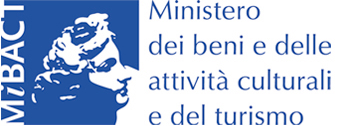 MiBACT
Ministero
dei beni e delle
attività culturali
e del turismo